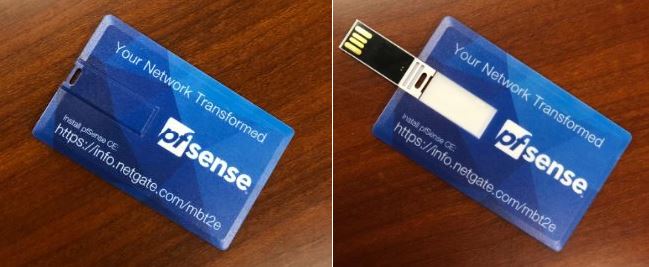 Your Network Transformed
pfsense
Install pfSense CE:
https://info.netgate.com/mbt2e
Your Network Transformed
pfsense
Install pfSense CE:
https://info.netgate.com/mbt2e